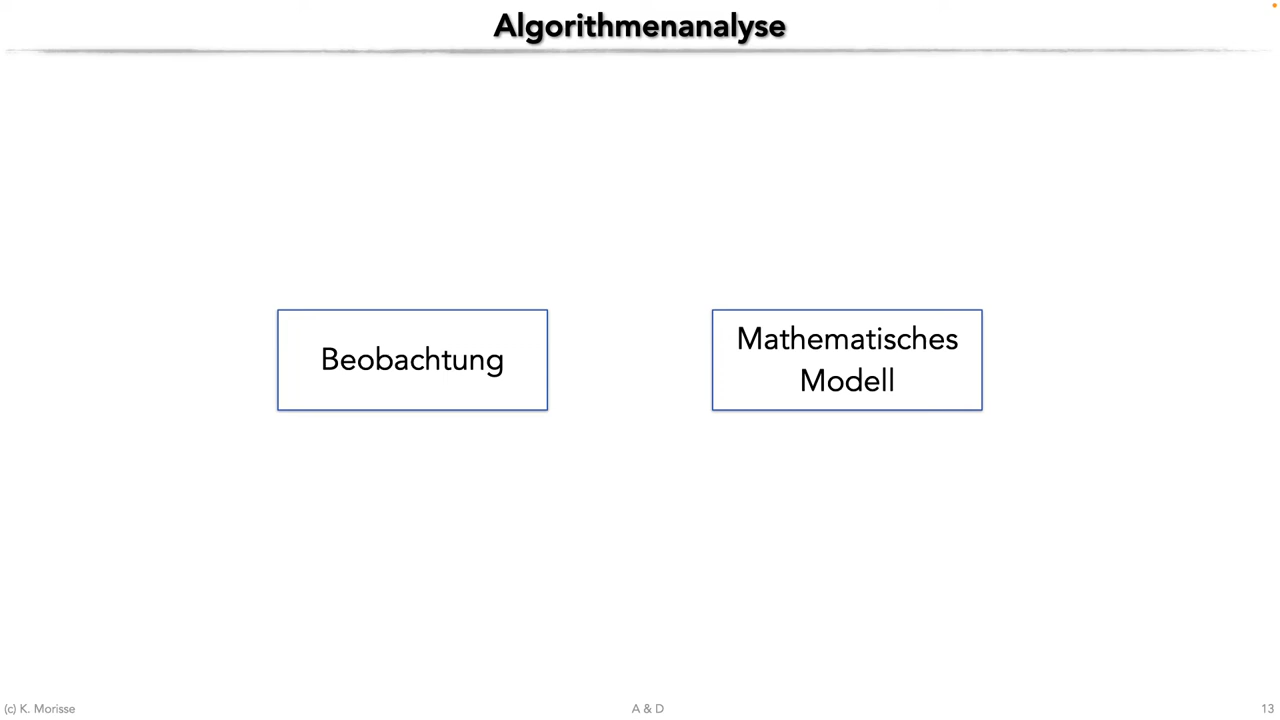 Algorithmenanalyse
Beobachtung
Mathematisches
Modell
(c) K. Morisse
A & D
13